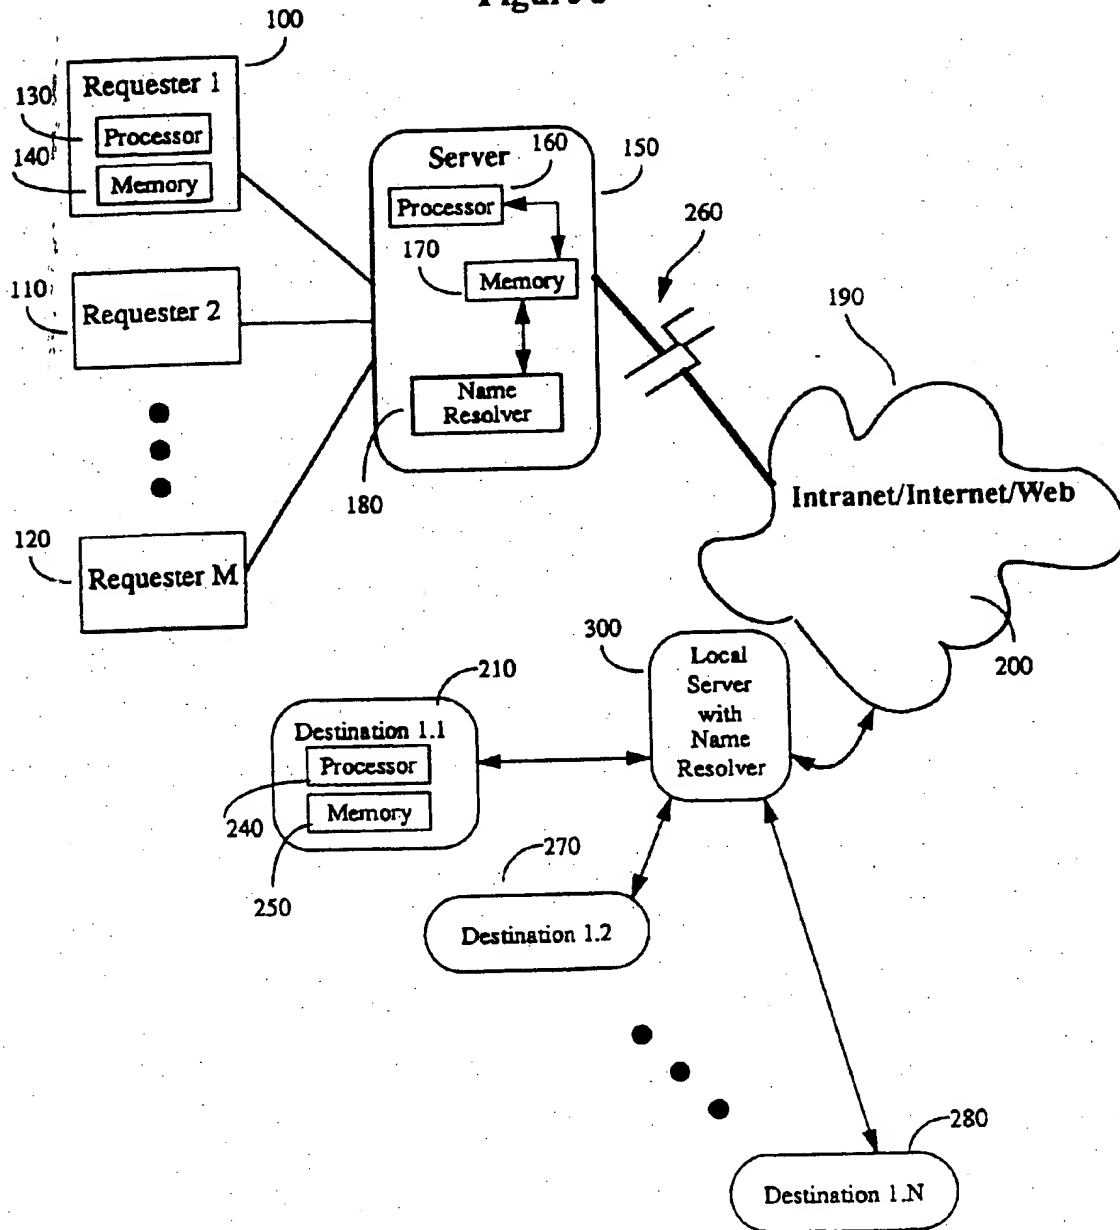 100
Requester 1
130
Processor
140
Memory
110
Requester 2
120
Requester M
Server
160
150
Processor
170
Memory
Name
Resolver
180
260
190
Intranet/Internet/Web
200
300
Local
Server
with
Name
Resolver
210
Destination 1.1
Processor
240
Memory
250
270
Destination 1.2
280
Destination 1.N